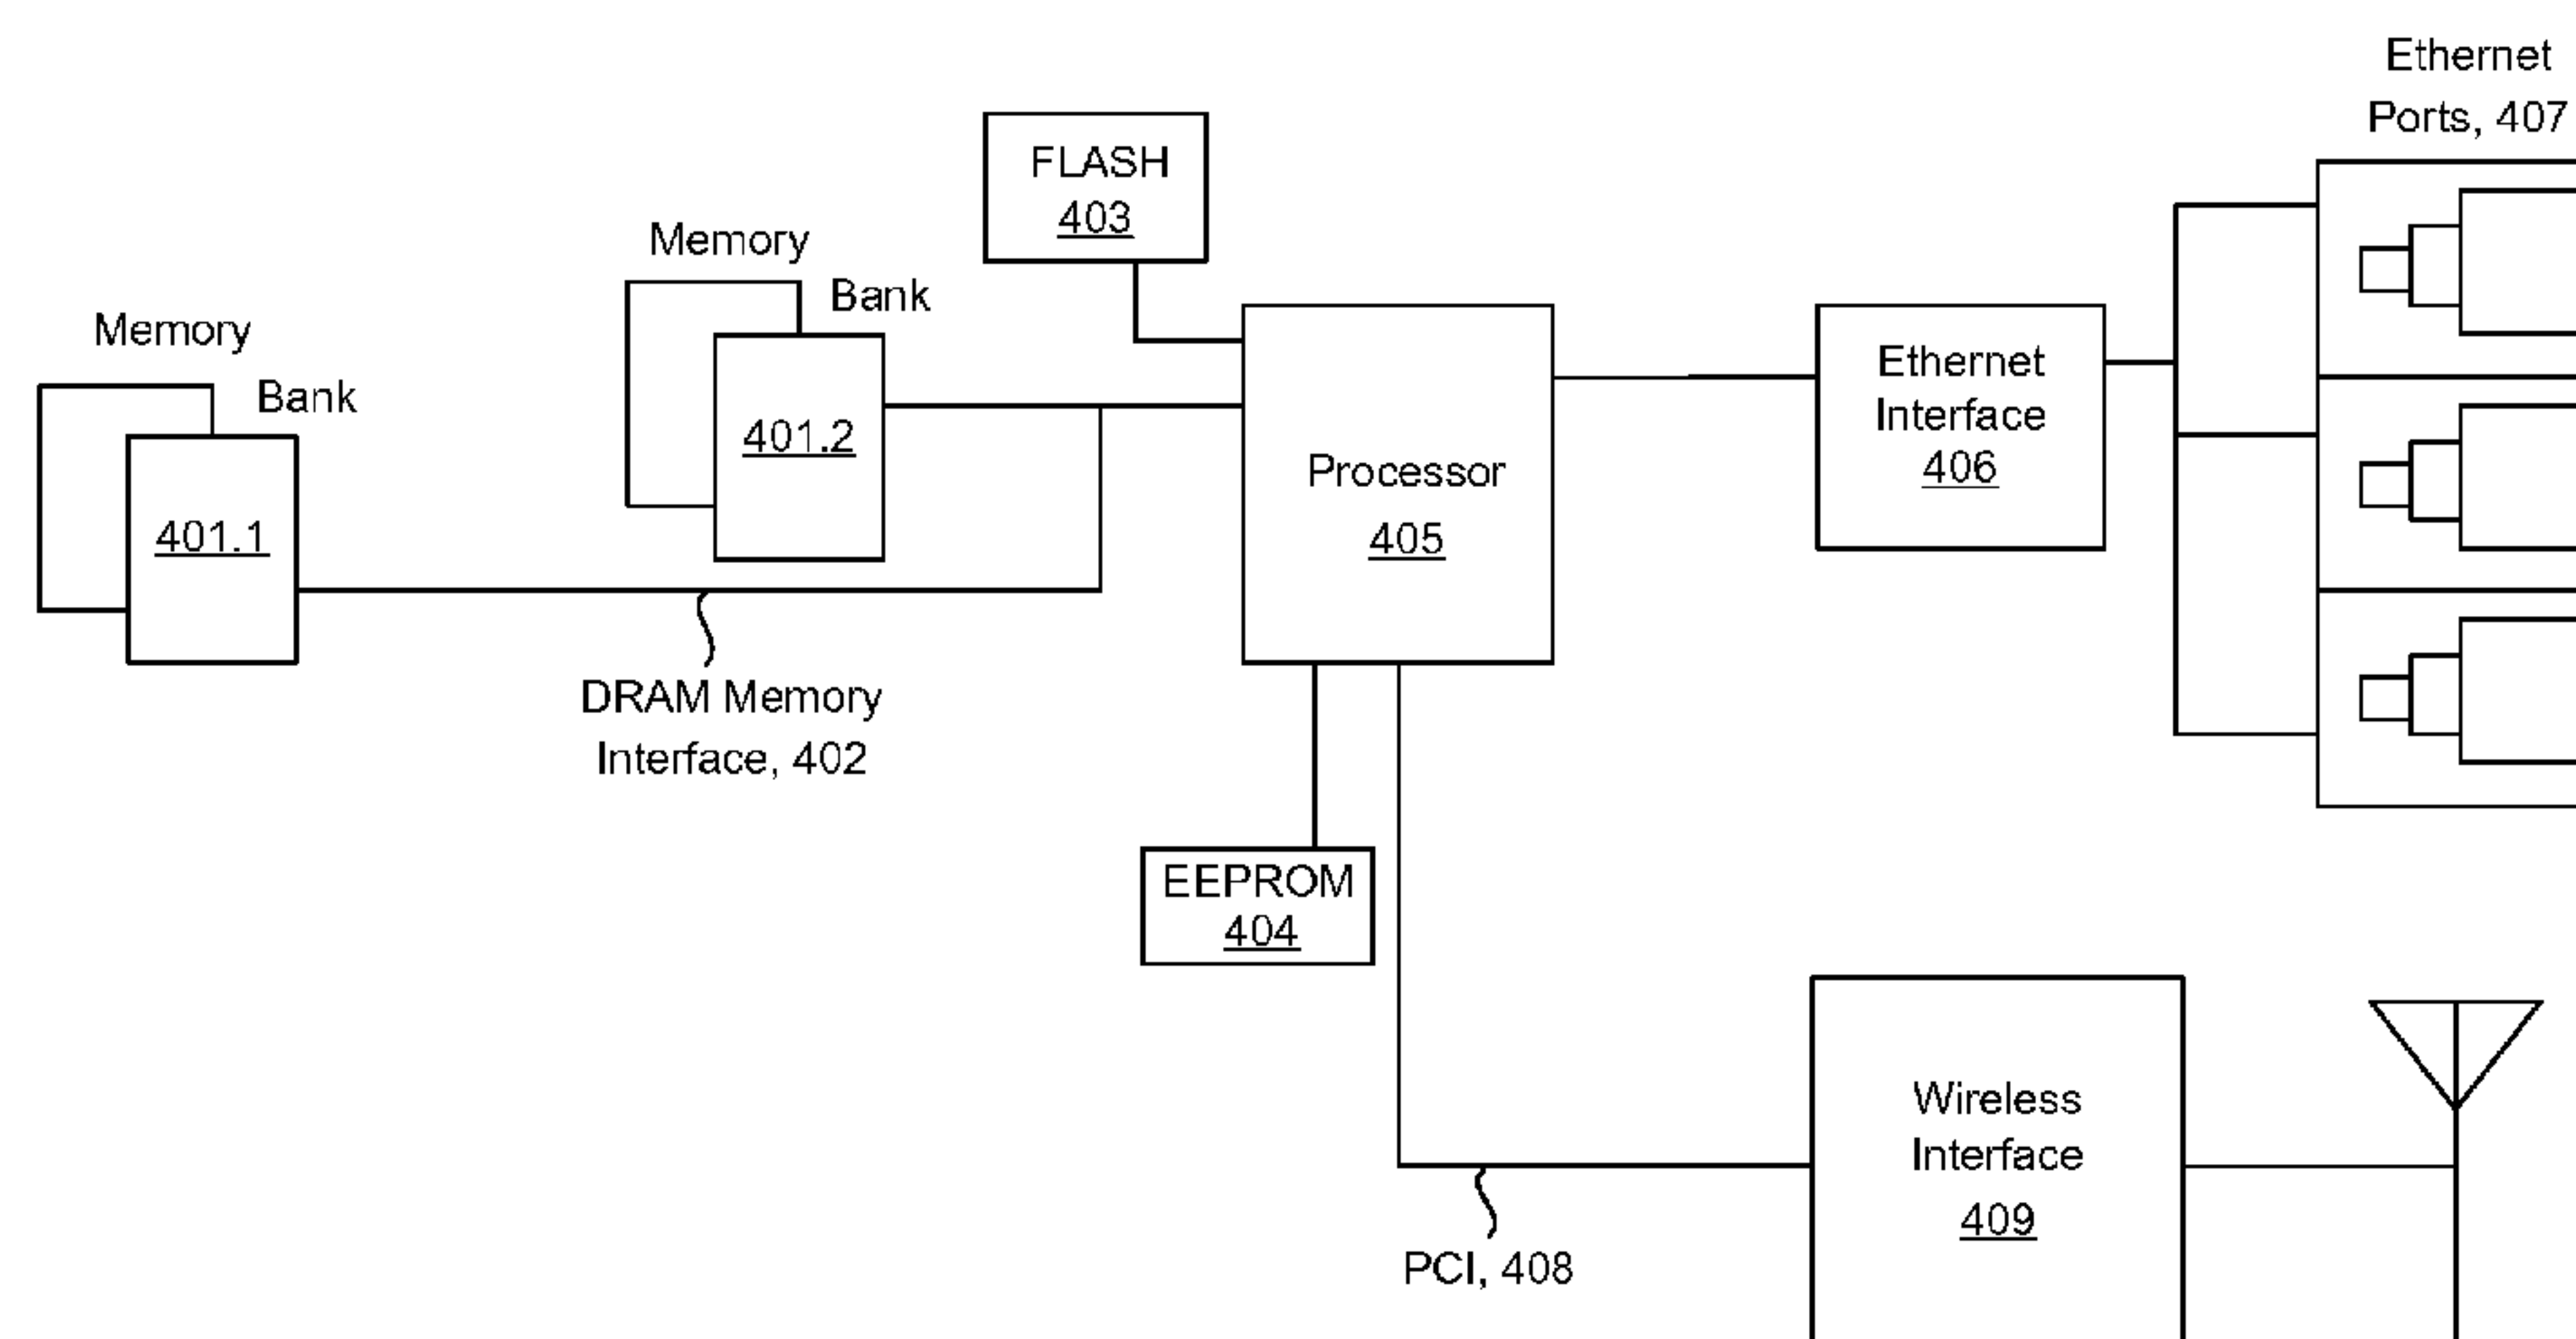 Ethernet
Ports, 407
FLASH
403
Memory
Bank
401.2
Memory
Bank
401.1
DRAM Memory
Interface, 402
Processor
405
Ethernet
Interface
406
EEPROM
404
Wireless
Interface
409
PCI, 408